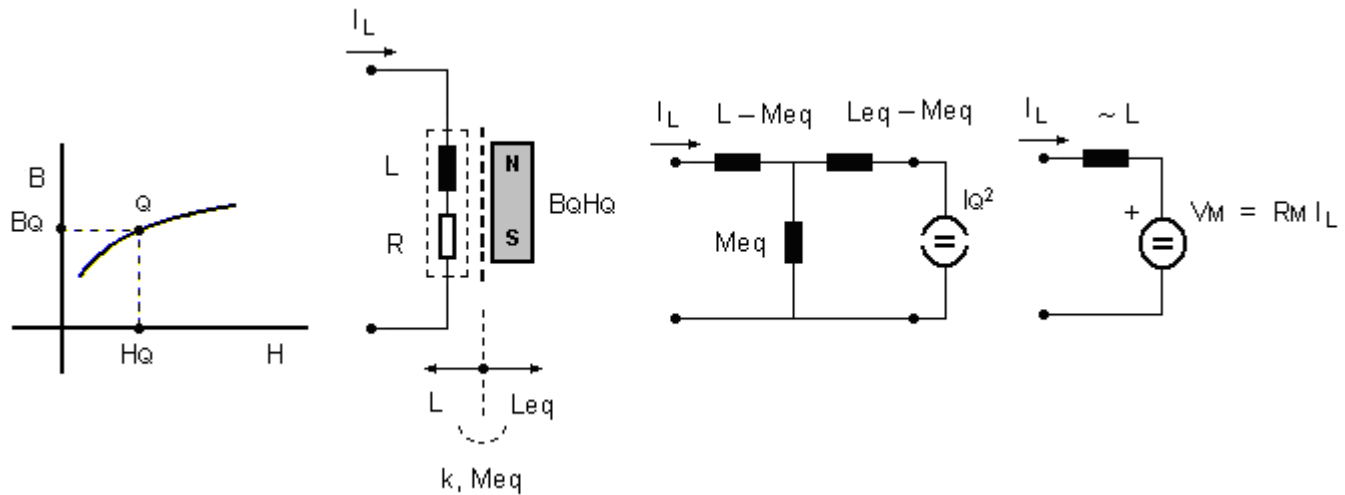 B
BQ
Q
HQ
H
IL
L
R
N
S
BQHQ
L
Leq
k, Meq
IL
L – Meq
Leq – Meq
Meq
IQ²
=
IL
~ L
+
=
VM = RM IL